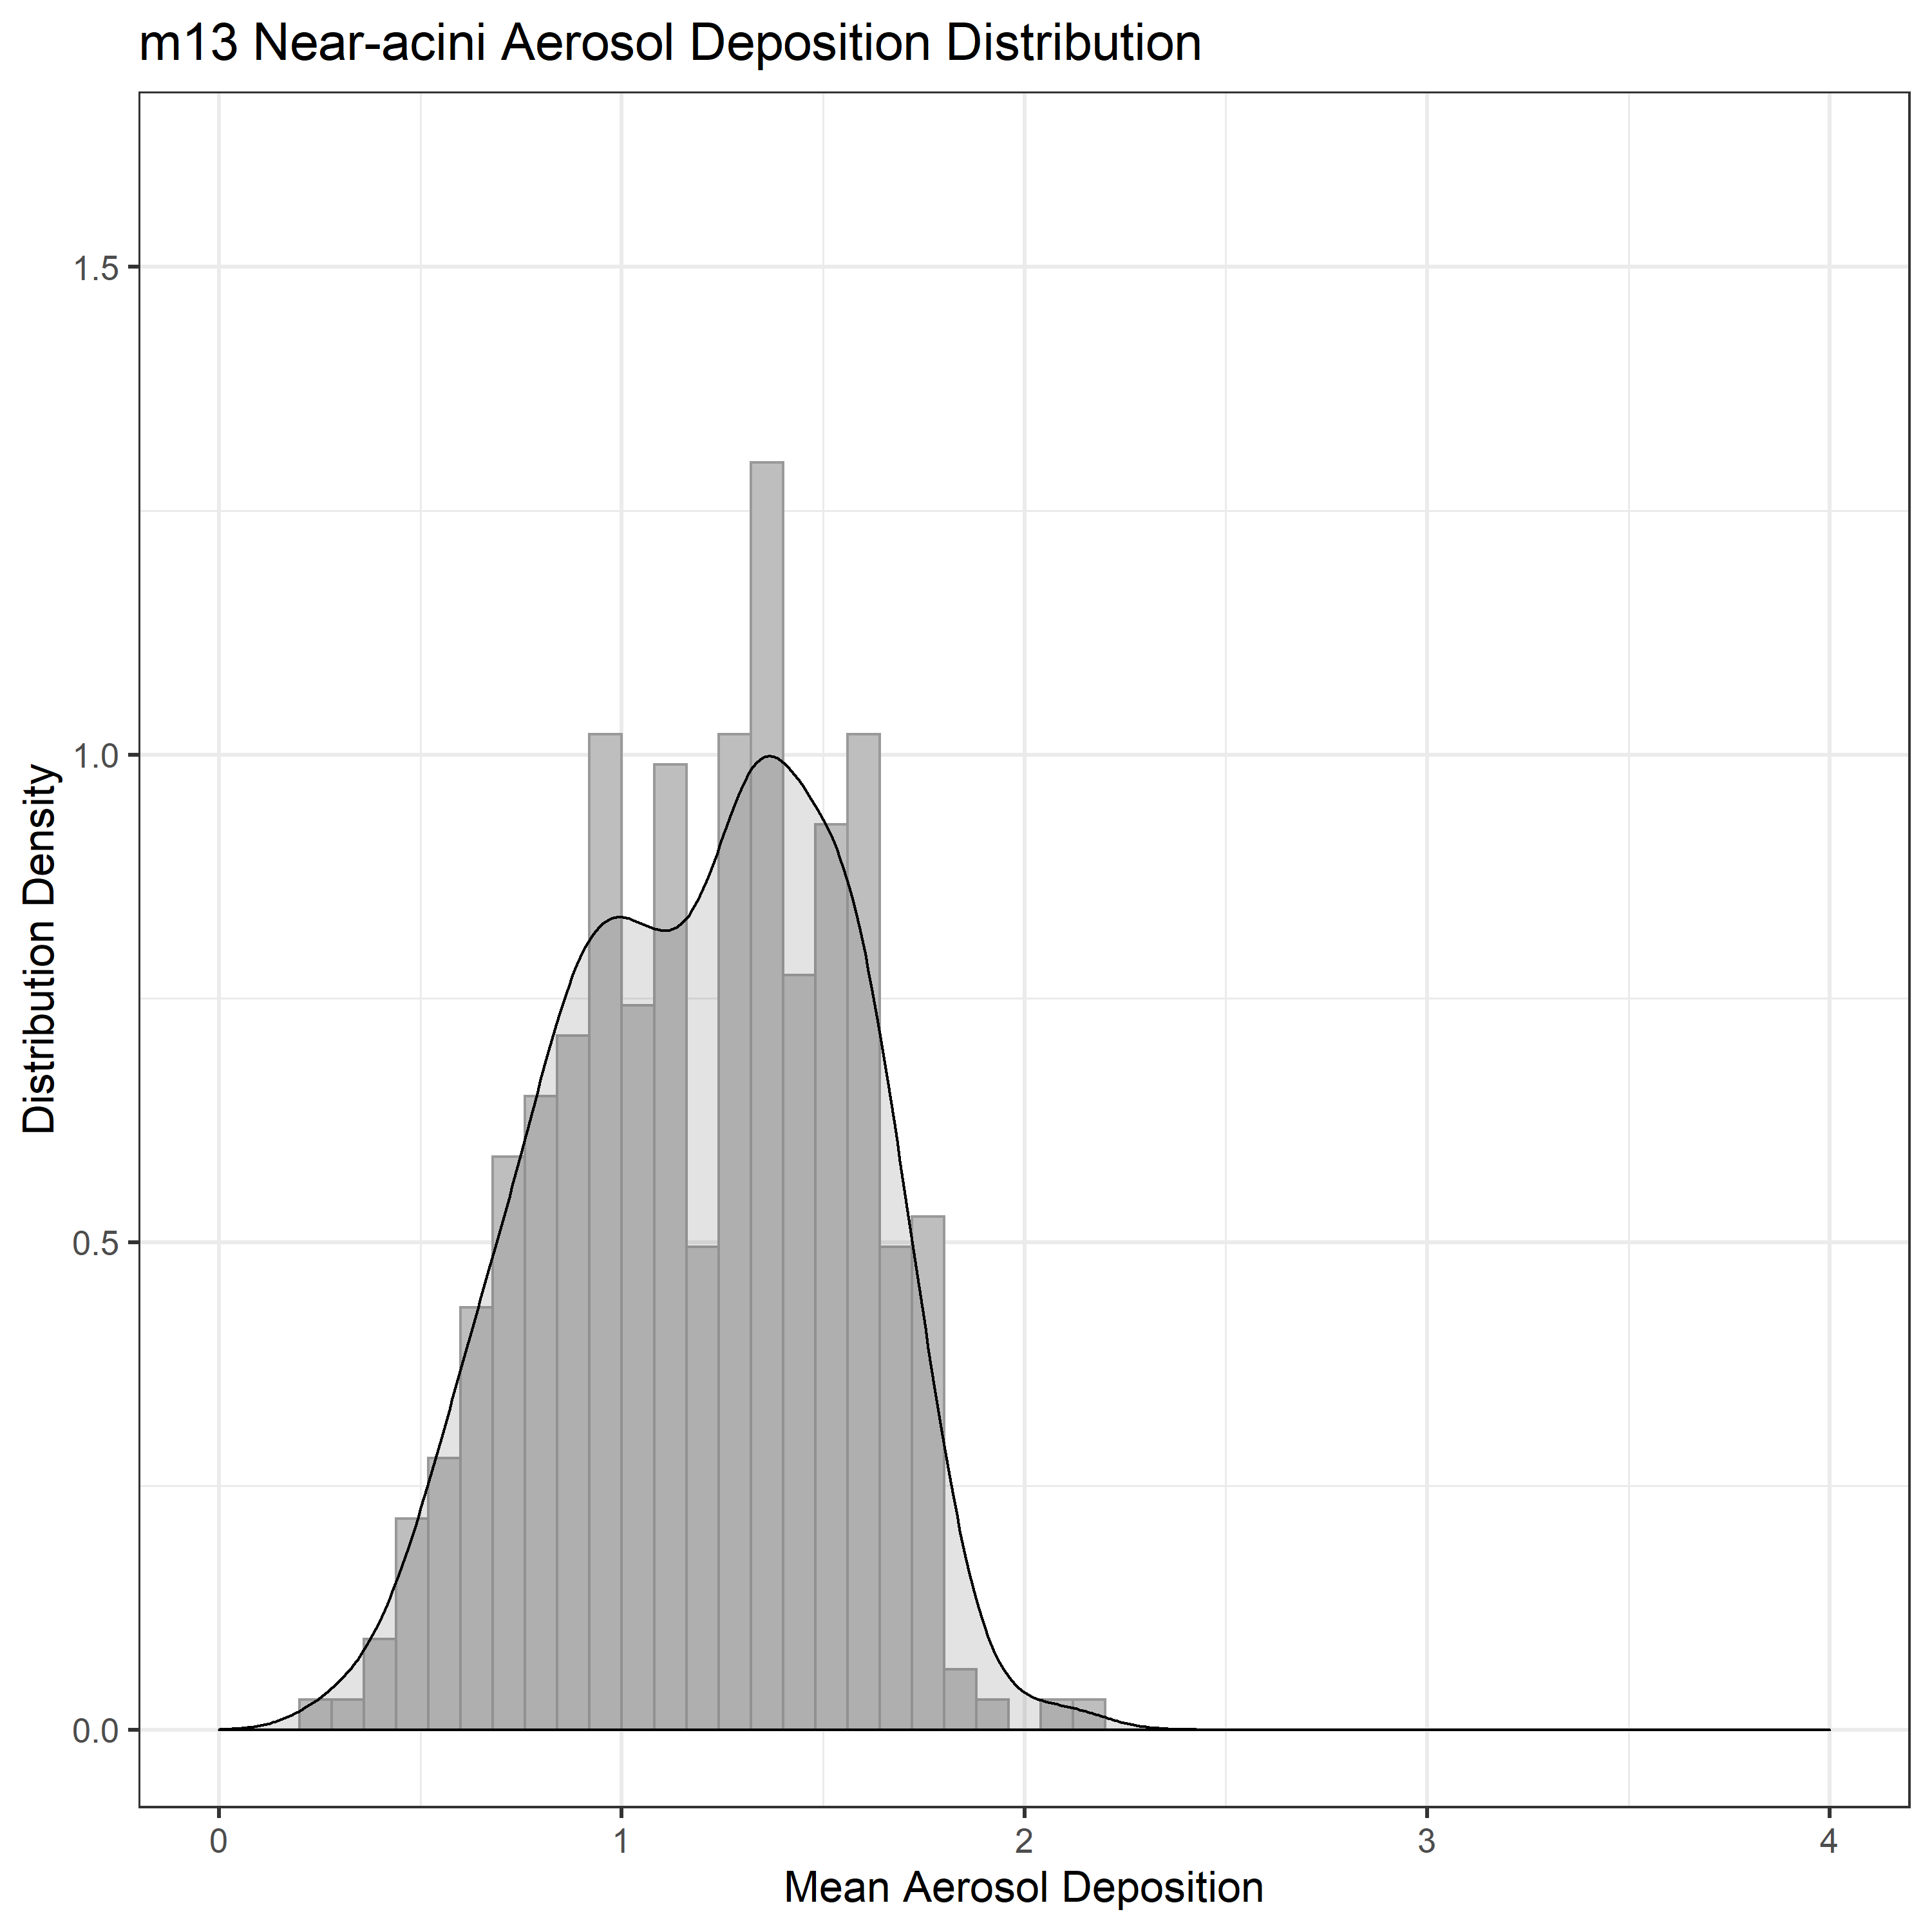 m13 Near-acini Aerosol Deposition Distribution
1.5
1.0
0.5
0.0
Distribution Density
0 1 2 3 4
Mean Aerosol Deposition